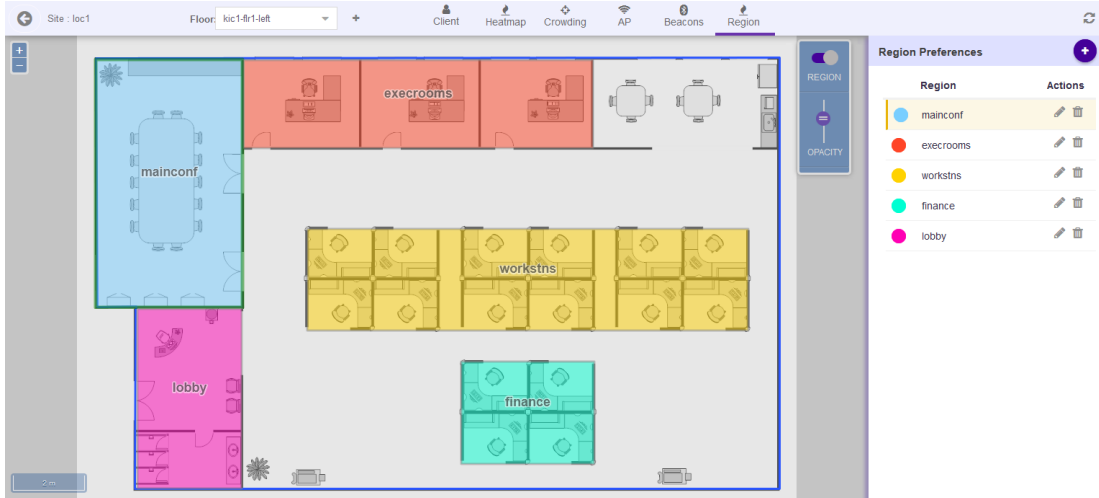 Site : loc1
Floor: kic1-flr1-left
+
Client
Heatmap
Crowding
AP
Beacons
Region
+
−
REGION
OPACITY
Region Preferences
+
Region Actions
mainconf
execrooms
workstns
finance
lobby
execrooms
mainconf
workstns
lobby
finance
2 m